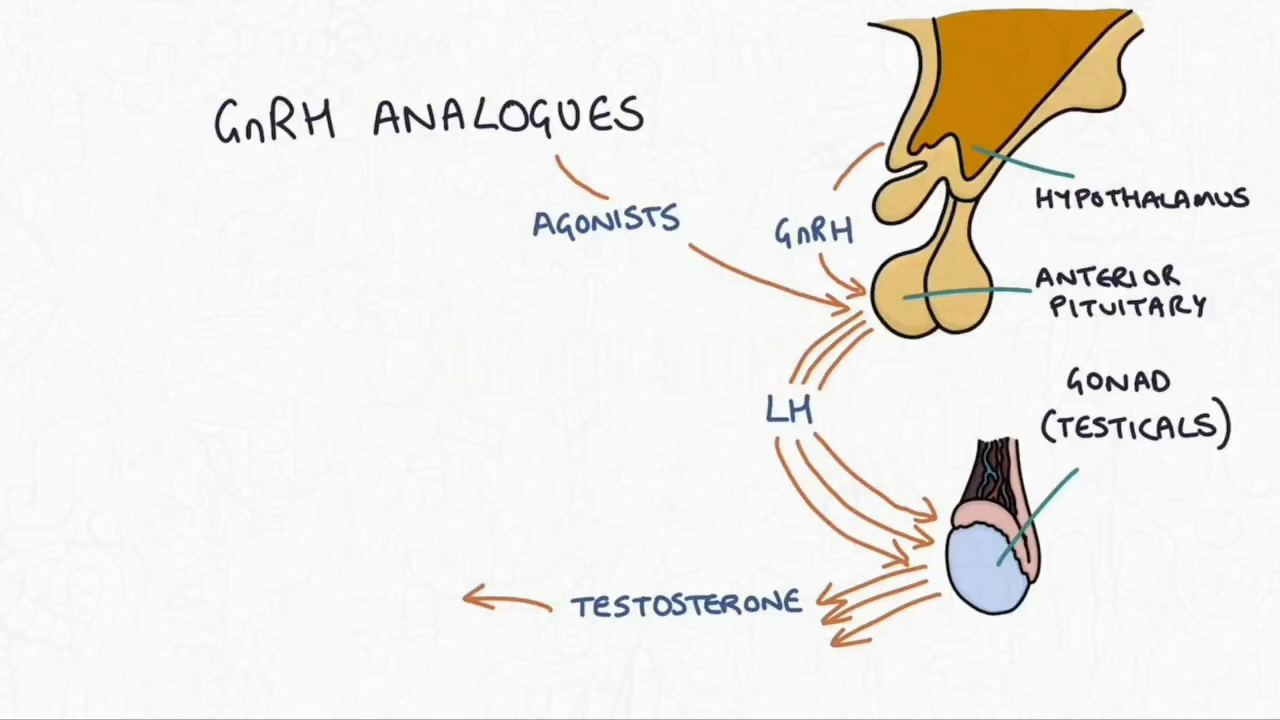 GnRH ANALOGUES
AGONISTS
GnRH
HYPOTHALAMUS
ANTERIOR
PITUITARY
LH
GONAD
(TESTICALS)
TESTOSTERONE